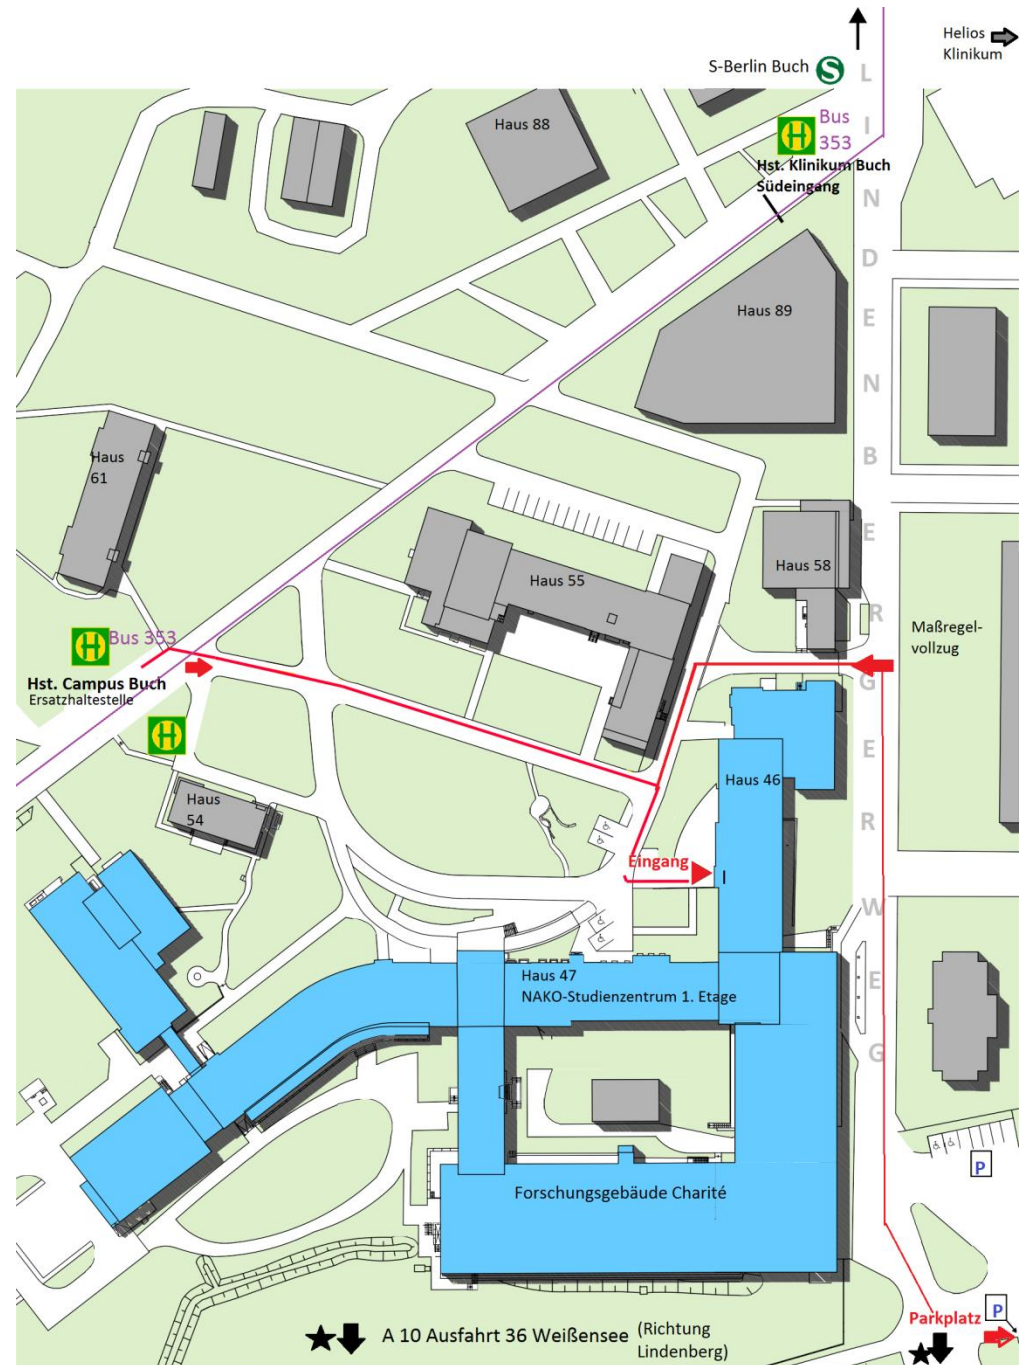 Helios
Klinikum
S-Berlin Buch
S
LINDENBERGER WEG
H
Bus
353
Hst. Klinikum Buch
Südeingang
Haus 88
Haus 89
Haus
61
Haus 55
Haus 58
Maßregel-
vollzug
H
Bus 353
Hst. Campus Buch
Ersatzhaltestelle
H
Haus
54
Haus 46
Eingang
Haus 47
NAKO-Studienzentrum 1. Etage
P
Forschungsgebäude Charité
P
Parkplatz
A 10 Ausfahrt 36 Weißensee (Richtung
Lindenberg)